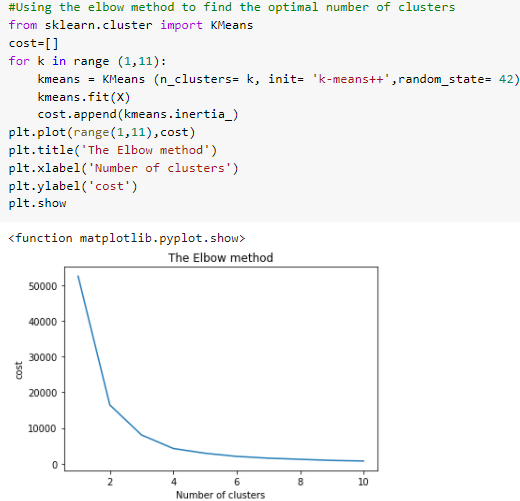 #Using the elbow method to find the optimal number of clusters
from sklearn.cluster import KMeans
cost=[]
for k in range (1,11):
    kmeans = KMeans (n_clusters= k, init= 'k-means++',random_state= 42)
    kmeans.fit(X)
    cost.append(kmeans.inertia_)
plt.plot(range(1,11),cost)
plt.title('The Elbow method')
plt.xlabel('Number of clusters')
plt.ylabel('cost')
plt.show
<function matplotlib.pyplot.show>
The Elbow method
50000
40000
30000
20000
10000
0
cost
2 4 6 8 10
Number of clusters